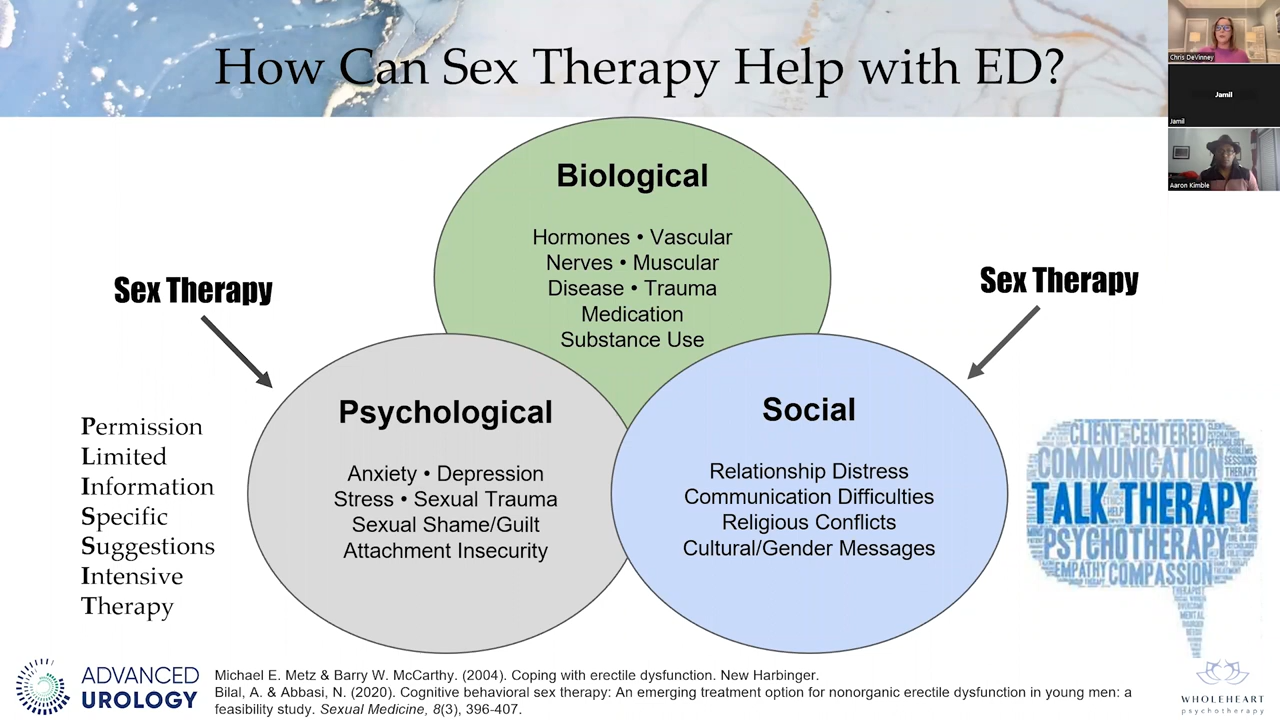 How Can Sex Therapy Help with ED?
Chris DeVinney
Jamil
Jamil
Aaron Kimble
Biological
Hormones • Vascular
Nerves • Muscular
Disease • Trauma
Medication
Substance Use
Sex Therapy
Sex Therapy
Psychological
Anxiety • Depression
Stress • Sexual Trauma
Sexual Shame/Guilt
Attachment Insecurity
Social
Relationship Distress
Communication Difficulties
Religious Conflicts
Cultural/Gender Messages
Permission
Limited
Information
Specific
Suggestions
Intensive
Therapy
CLIENT CENTERED
COMMUNICATION
TALK THERAPY
PSYCHOTHERAPY
EMPATHY COMPASSION
THERAPIST
MENTAL
ADVANCED
UROLOGY
Michael E. Metz & Barry W. McCarthy. (2004). Coping with erectile dysfunction. New Harbinger.
Bilal, A. & Abbasi, N. (2020). Cognitive behavioral sex therapy: An emerging treatment option for nonorganic erectile dysfunction in young men: a
feasibility study. Sexual Medicine, 8(3), 396-407.
WHOLEHEART
psychotherapy